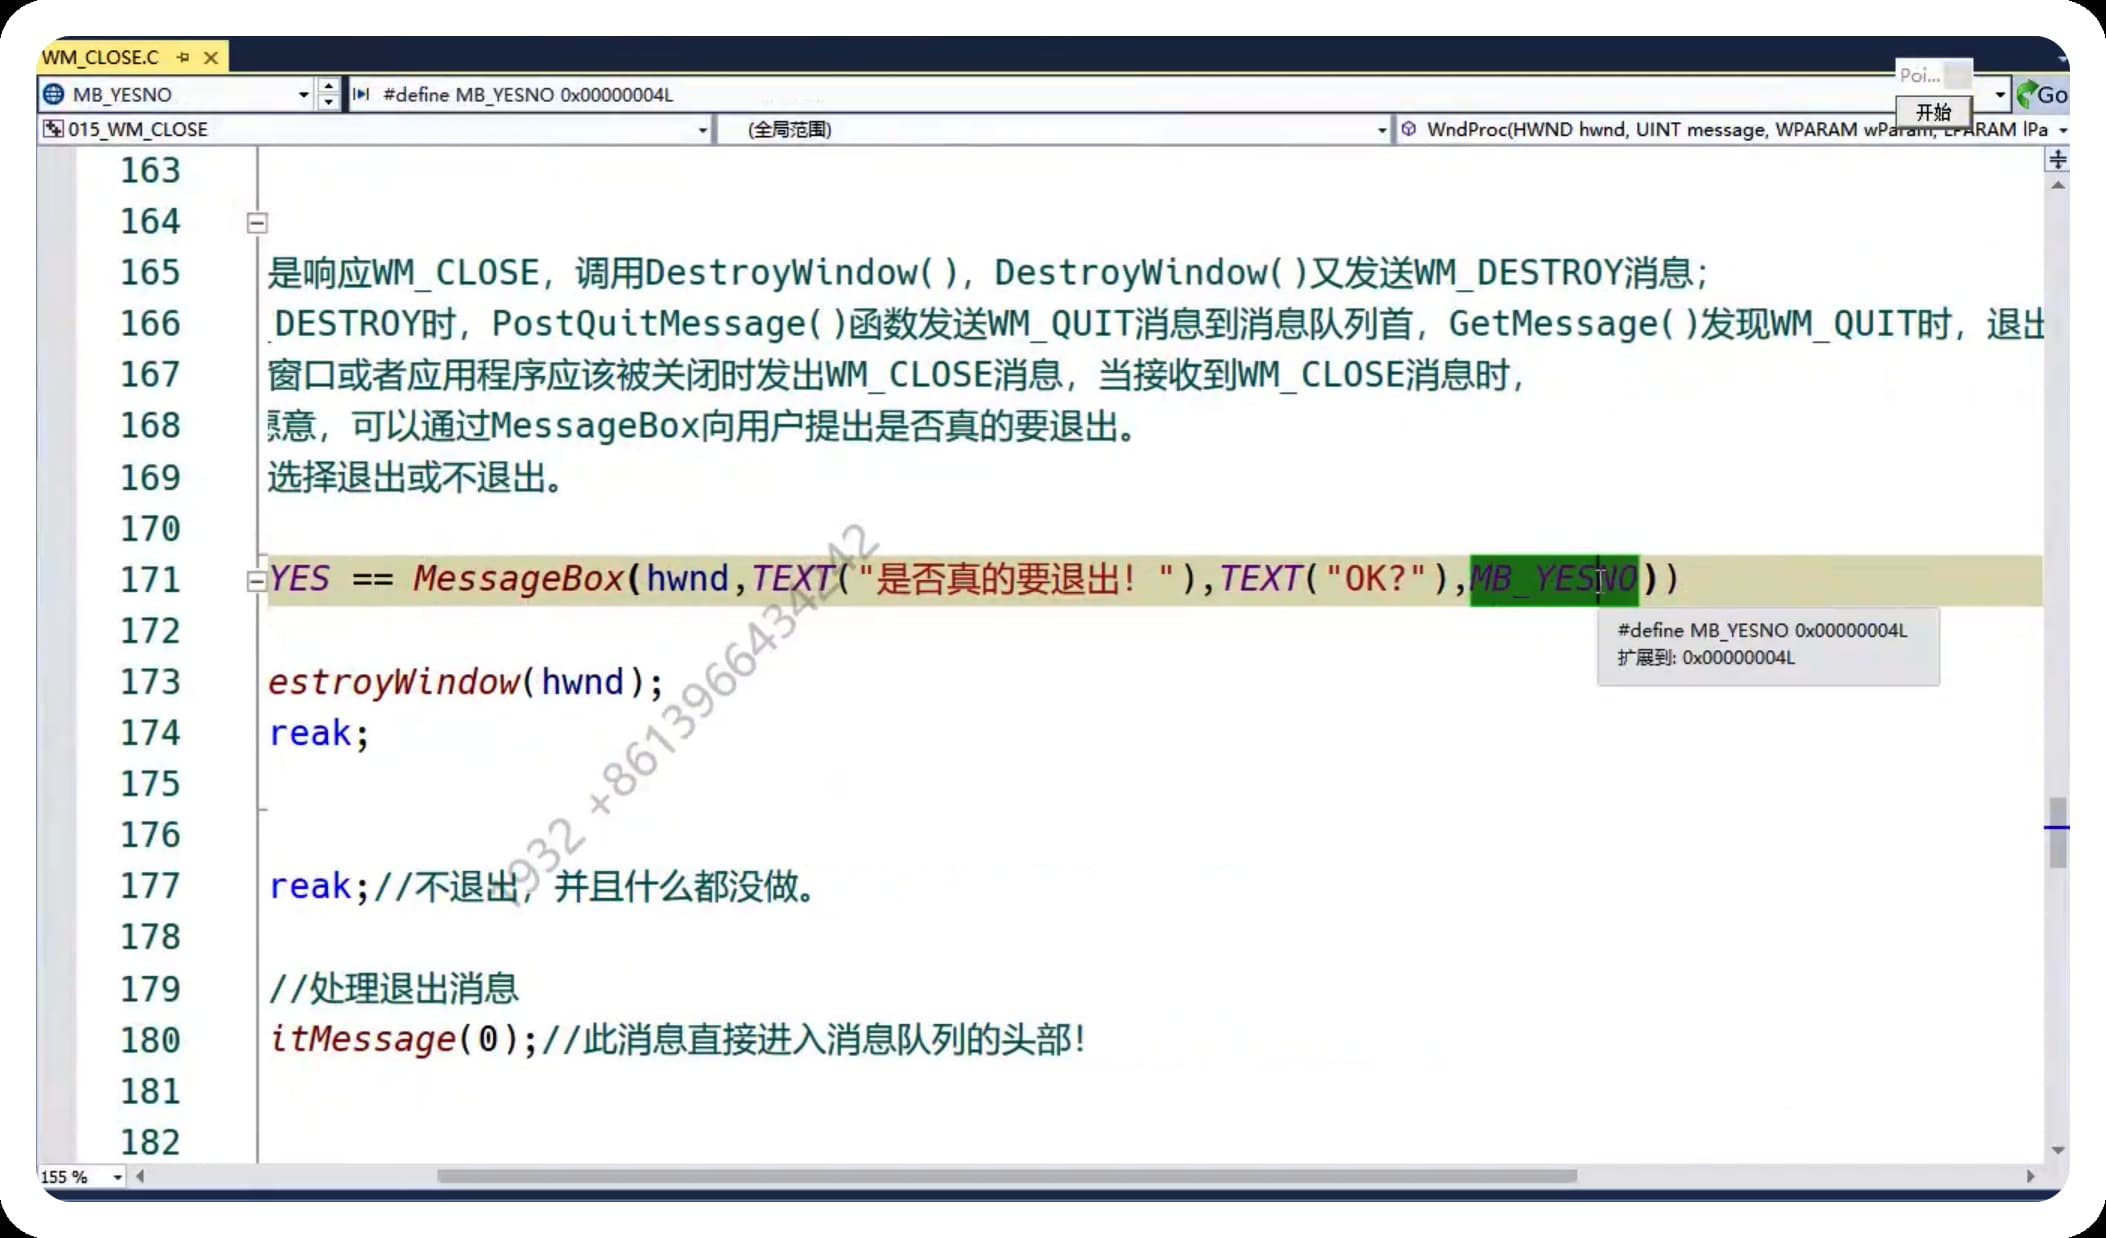 WM_CLOSE.C
Poi...
MB_YESNO
#define MB_YESNO 0x00000004L
Go
开始
015_WM_CLOSE
(全局范围)
WndProc(HWND hwnd, UINT message, WPARAM wParam, LPARAM lPa
163
164
165 是响应WM_CLOSE，调用DestroyWindow()，DestroyWindow()又发送WM_DESTROY消息；
166 _DESTROY时，PostQuitMessage()函数发送WM_QUIT消息到消息队列首，GetMessage()发现WM_QUIT时，退出
167 窗口或者应用程序应该被关闭时发出WM_CLOSE消息，当接收到WM_CLOSE消息时，
168 愿意，可以通过MessageBox向用户提出是否真的要退出。
169 选择退出或不退出。
170
171 YES == MessageBox(hwnd,TEXT("是否真的要退出！"),TEXT("OK?"),MB_YESNO))
172
#define MB_YESNO 0x00000004L
扩展到: 0x00000004L
173 estroyWindow(hwnd);
174 reak;
175
176
177 reak;//不退出，并且什么都没做。
178
179 //处理退出消息
180 itMessage(0);//此消息直接进入消息队列的头部！
181
182
155 %